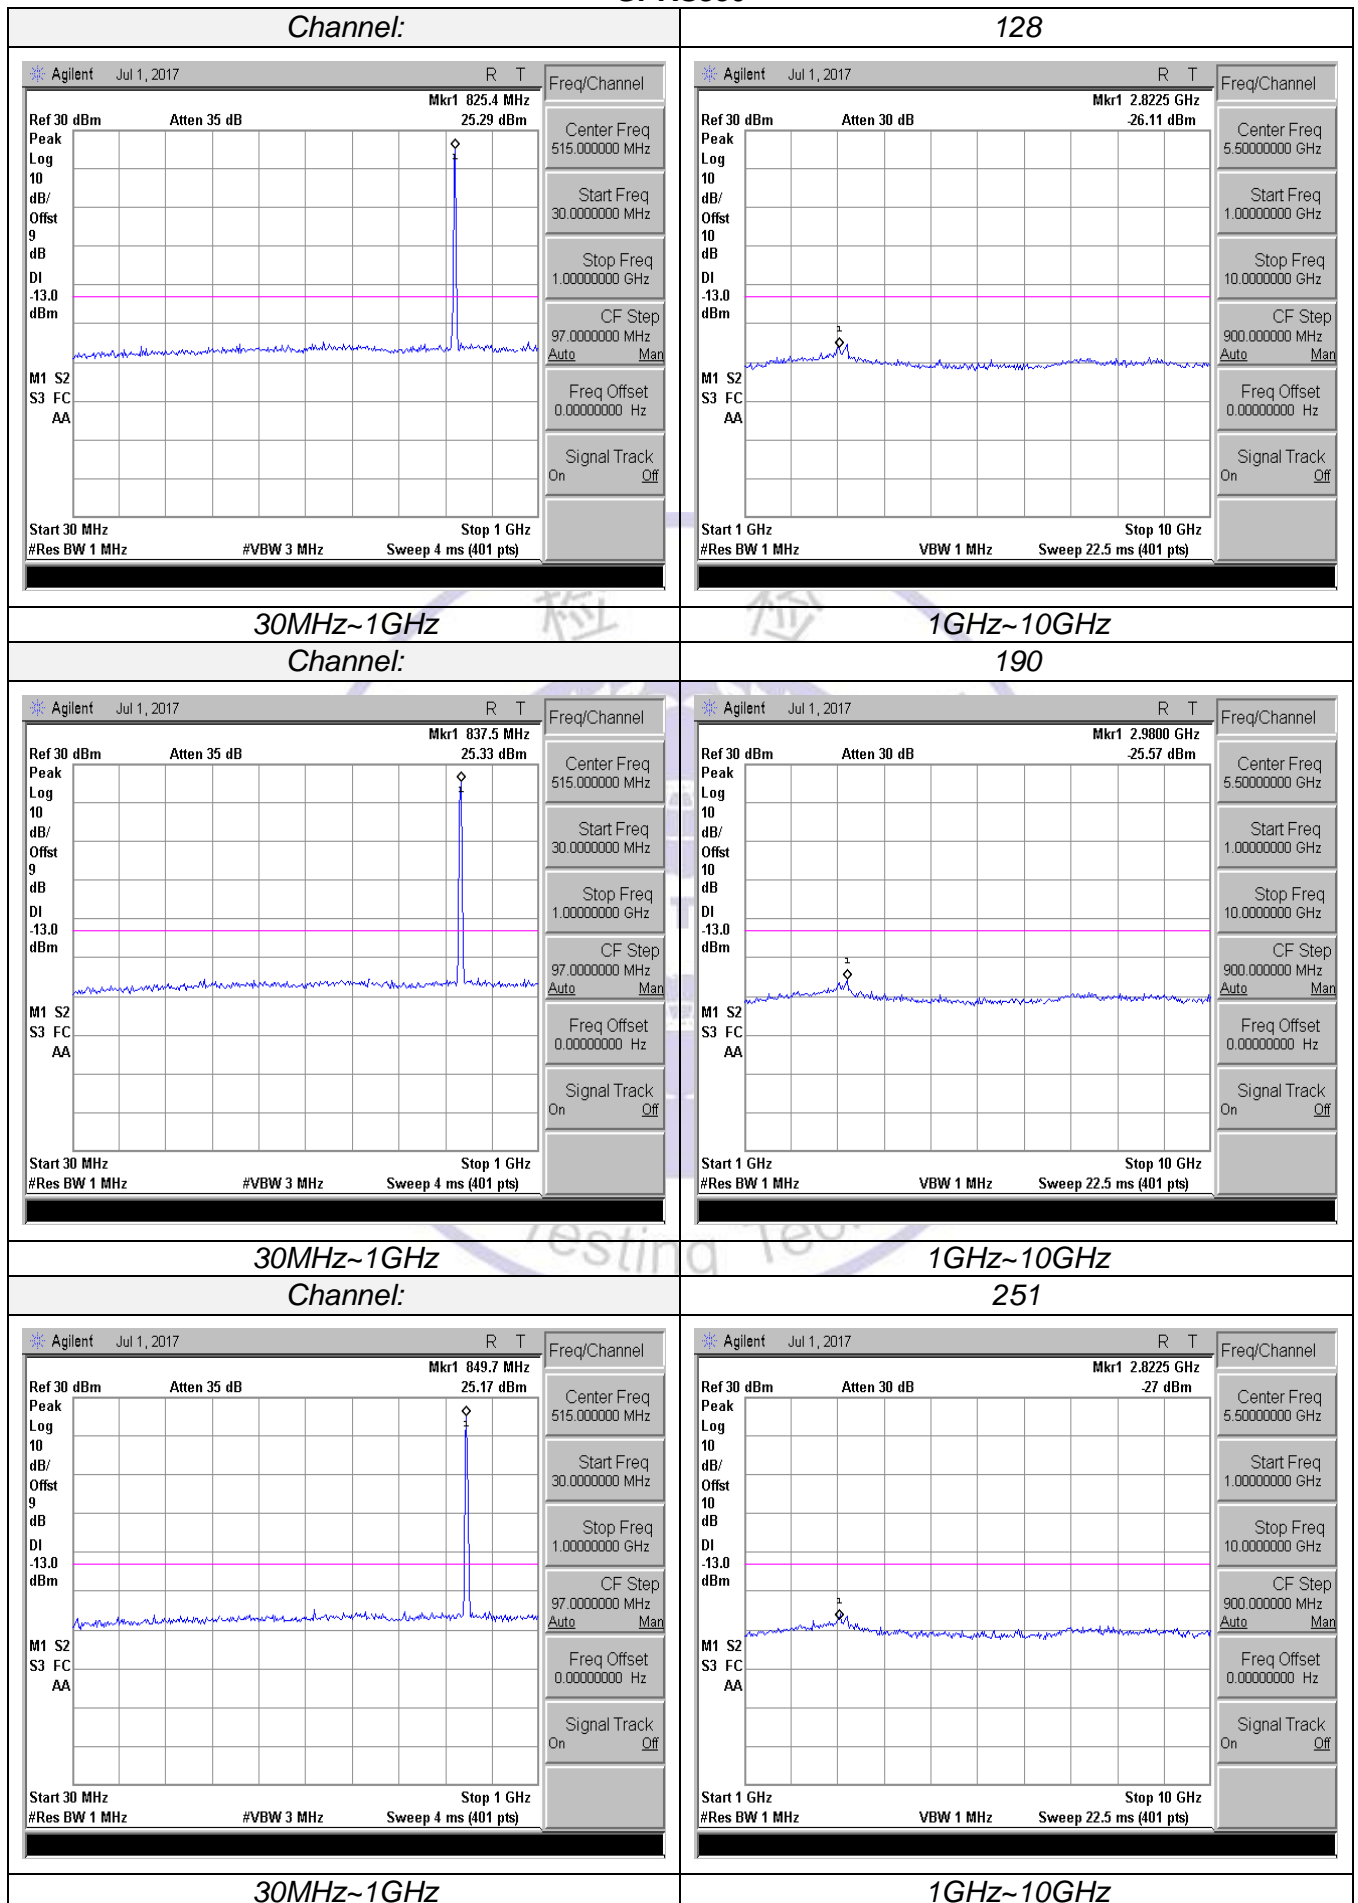 Channel: 128
Agilent Jul 1, 2017 R T
Freq/Channel
Mkr1 825.4 MHz
Ref 30 dBm Atten 35 dB 25.29 dBm
Peak
Log
10
dB/
Offst
9
dB
DI
-13.0
dBm
M1 S2
S3 FC
AA
1
Start 30 MHz Stop 1 GHz
#Res BW 1 MHz #VBW 3 MHz Sweep 4 ms (401 pts)
Center Freq
515.000000 MHz
Start Freq
30.0000000 MHz
Stop Freq
1.00000000 GHz
CF Step
97.0000000 MHz
Auto Man
Freq Offset
0.00000000 Hz
Signal Track
On Off
Agilent Jul 1, 2017 R T
Freq/Channel
Mkr1 2.8225 GHz
Ref 30 dBm Atten 30 dB -26.11 dBm
Peak
Log
10
dB/
Offst
10
dB
DI
-13.0
dBm
M1 S2
S3 FC
AA
1
Start 1 GHz Stop 10 GHz
#Res BW 1 MHz VBW 1 MHz Sweep 22.5 ms (401 pts)
Center Freq
5.50000000 GHz
Start Freq
1.00000000 GHz
Stop Freq
10.0000000 GHz
CF Step
900.000000 MHz
Auto Man
Freq Offset
0.00000000 Hz
Signal Track
On Off
检 检
30MHz~1GHz 1GHz~10GHz
Channel: 190
Agilent Jul 1, 2017 R T
Freq/Channel
Mkr1 837.5 MHz
Ref 30 dBm Atten 35 dB 25.33 dBm
Peak
Log
10
dB/
Offst
9
dB
DI
-13.0
dBm
M1 S2
S3 FC
AA
1
Start 30 MHz Stop 1 GHz
#Res BW 1 MHz #VBW 3 MHz Sweep 4 ms (401 pts)
Center Freq
515.000000 MHz
Start Freq
30.0000000 MHz
Stop Freq
1.00000000 GHz
CF Step
97.0000000 MHz
Auto Man
Freq Offset
0.00000000 Hz
Signal Track
On Off
Agilent Jul 1, 2017 R T
Freq/Channel
Mkr1 2.9800 GHz
Ref 30 dBm Atten 30 dB -25.57 dBm
Peak
Log
10
dB/
Offst
10
dB
DI
-13.0
dBm
M1 S2
S3 FC
AA
1
Start 1 GHz Stop 10 GHz
#Res BW 1 MHz VBW 1 MHz Sweep 22.5 ms (401 pts)
Center Freq
5.50000000 GHz
Start Freq
1.00000000 GHz
Stop Freq
10.0000000 GHz
CF Step
900.000000 MHz
Auto Man
Freq Offset
0.00000000 Hz
Signal Track
On Off
Testing
30MHz~1GHz 1GHz~10GHz
Channel: 251
Agilent Jul 1, 2017 R T
Freq/Channel
Mkr1 849.7 MHz
Ref 30 dBm Atten 35 dB 25.17 dBm
Peak
Log
10
dB/
Offst
9
dB
DI
-13.0
dBm
M1 S2
S3 FC
AA
1
Start 30 MHz Stop 1 GHz
#Res BW 1 MHz #VBW 3 MHz Sweep 4 ms (401 pts)
Center Freq
515.000000 MHz
Start Freq
30.0000000 MHz
Stop Freq
1.00000000 GHz
CF Step
97.0000000 MHz
Auto Man
Freq Offset
0.00000000 Hz
Signal Track
On Off
Agilent Jul 1, 2017 R T
Freq/Channel
Mkr1 2.8225 GHz
Ref 30 dBm Atten 30 dB -27 dBm
Peak
Log
10
dB/
Offst
10
dB
DI
-13.0
dBm
M1 S2
S3 FC
AA
1
Start 1 GHz Stop 10 GHz
#Res BW 1 MHz VBW 1 MHz Sweep 22.5 ms (401 pts)
Center Freq
5.50000000 GHz
Start Freq
1.00000000 GHz
Stop Freq
10.0000000 GHz
CF Step
900.000000 MHz
Auto Man
Freq Offset
0.00000000 Hz
Signal Track
On Off
30MHz~1GHz 1GHz~10GHz